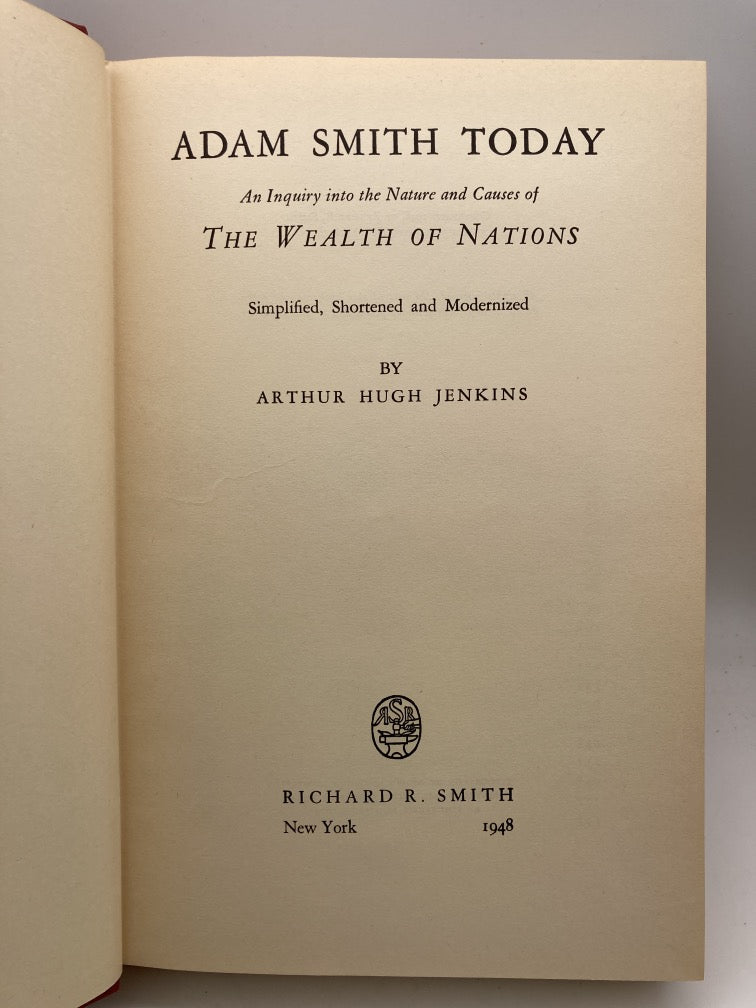 ADAM SMITH TODAY
An Inquiry into the Nature and Causes of
THE WEALTH OF NATIONS
Simplified, Shortened and Modernized
BY
ARTHUR HUGH JENKINS
RSR
RICHARD R. SMITH
New York 1948